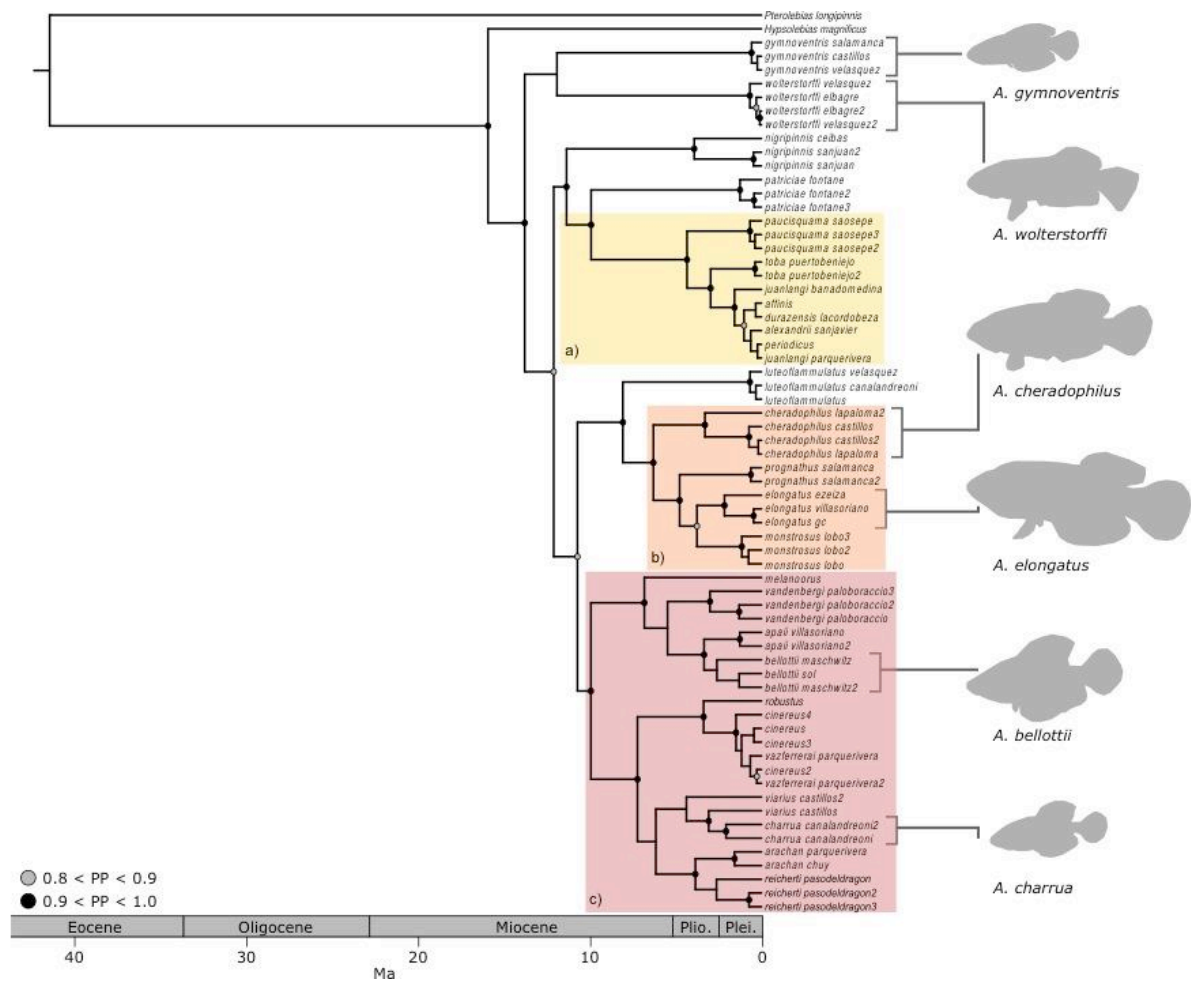 Pterolebias longipinnis
Hypsolebias magnificus
gymnoventris salamanca
gymnoventris castillos
gymnoventris velasquez
wolterstorffi velasquez
wolterstorffi elbagre
wolterstorffi elbagre2
wolterstorffi velasquez2
nigripinnis ceibas
nigripinnis sanjuan2
nigripinnis sanjuan
patriciae fontane
patriciae fontane2
patriciae fontane3
paucisquama saosepe
paucisquama saosepe3
paucisquama saosepe2
toba puertobeniejo
toba puertobeniejo2
juanlangi banadomedina
affinis
durazensis lacordobeza
alexandrii sanjavier
periodicus
juanlangi parquerivera
a)
luteoflammulatus velasquez
luteoflammulatus canalandreoni
luteoflammulatus
cheradophilus lapaloma2
cheradophilus castillos
cheradophilus castillos2
cheradophilus lapaloma
prognathus salamanca
prognathus salamanca2
elongatus ezeiza
elongatus villasoriano
elongatus gc
monstrosus lobo3
monstrosus lobo2
monstrosus lobo
b)
melanoorus
vandenbergi paloboraccio3
vandenbergi paloboraccio2
vandenbergi paloboraccio
apaii villasoriano
apaii villasoriano2
bellottii maschwitz
bellottii sol
bellottii maschwitz2
robustus
cinereus4
cinereus
cinereus3
vazferrerai parquerivera
cinereus2
vazferrerai parquerivera2
viarius castillos2
viarius castillos
charrua canalandreoni2
charrua canalandreoni
arachan parquerivera
arachan chuy
reicherti pasodeldragon
reicherti pasodeldragon2
reicherti pasodeldragon3
c)
A. gymnoventris
A. wolterstorffi
A. cheradophilus
A. elongatus
A. bellottii
A. charrua
0.8 < PP < 0.9
0.9 < PP < 1.0
Eocene Oligocene Miocene Plio. Plei.
40 30 20 10 0
Ma